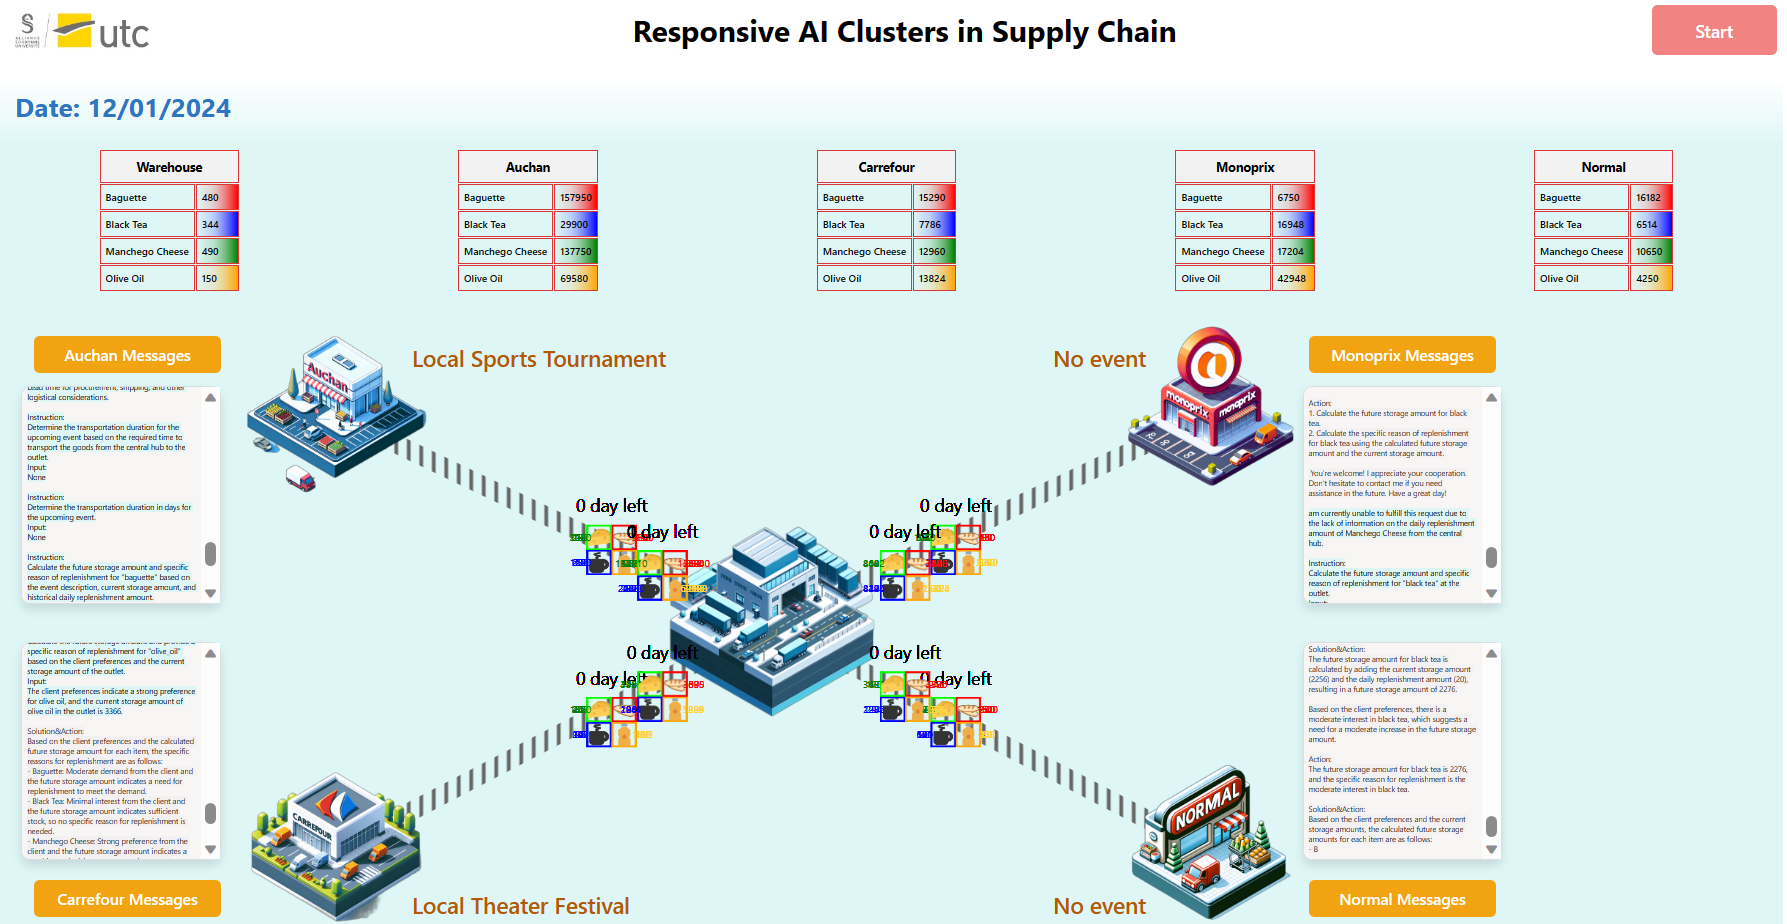 S
ALLIANCE
SORBONNE
UNIVERSITÉ
utc
Responsive AI Clusters in Supply Chain
Start
Date: 12/01/2024
Warehouse
Baguette 480
Black Tea 344
Manchego Cheese 490
Olive Oil 150
Auchan
Baguette 157950
Black Tea 29900
Manchego Cheese 137750
Olive Oil 69580
Carrefour
Baguette 15290
Black Tea 7786
Manchego Cheese 12960
Olive Oil 13824
Monoprix
Baguette 6750
Black Tea 16948
Manchego Cheese 17204
Olive Oil 42948
Normal
Baguette 16182
Black Tea 6514
Manchego Cheese 10650
Olive Oil 4250
Auchan Messages
Lead time for procurement, shipping, and other
logistical considerations.
Instruction:
Determine the transportation duration for the
upcoming event based on the required time to
transport the goods from the central hub to the
outlet.
Input:
None
Instruction:
Determine the transportation duration in days for
the upcoming event.
Input:
None
Instruction:
Calculate the future storage amount and specific
reason of replenishment for "baguette" based on
the event description, current storage amount, and
historical daily replenishment amount.
Auchan
Local Sports Tournament
No event
monoprix
monoprix
Monoprix Messages
Action:
1. Calculate the future storage amount for black
tea.
2. Calculate the specific reason of replenishment
for black tea using the calculated future storage
amount and the current storage amount.
You're welcome! I appreciate your cooperation.
Don't hesitate to contact me if you need
assistance in the future. Have a great day!
am currently unable to fulfill this request due to
the lack of information on the daily replenishment
amount of Manchego Cheese from the central
hub.
Instruction:
Calculate the future storage amount and specific
reason of replenishment for "black tea" at the
outlet.
Input:
0 day left
0 day left
0 day left
0 day left
0 day left
0 day left
0 day left
0 day left
Calculate the future storage amount and provide a
specific reason of replenishment for "olive_oil"
based on the client preferences and the current
storage amount of the outlet.
Input:
The client preferences indicate a strong preference
for olive oil, and the current storage amount of
olive oil in the outlet is 3366.
Solution&Action:
Based on the client preferences and the calculated
future storage amount for each item, the specific
reasons for replenishment are as follows:
- Baguette: Moderate demand from the client and
the future storage amount indicates a need for
replenishment to meet the demand.
- Black Tea: Minimal interest from the client and
the future storage amount indicates sufficient
stock, so no specific reason for replenishment is
needed.
- Manchego Cheese: Strong preference from the
client and the future storage amount indicates a
Carrefour Messages
CARREFOUR
Local Theater Festival
No event
NORMAL
Solution&Action:
The future storage amount for black tea is
calculated by adding the current storage amount
(2256) and the daily replenishment amount (20),
resulting in a future storage amount of 2276.
Based on the client preferences, there is a
moderate interest in black tea, which suggests a
need for a moderate increase in the future storage
amount.
Action:
The future storage amount for black tea is 2276,
and the specific reason for replenishment is the
moderate interest in black tea.
Solution&Action:
Based on the client preferences and the current
storage amounts, the calculated future storage
amounts for each item are as follows:
- B
Normal Messages